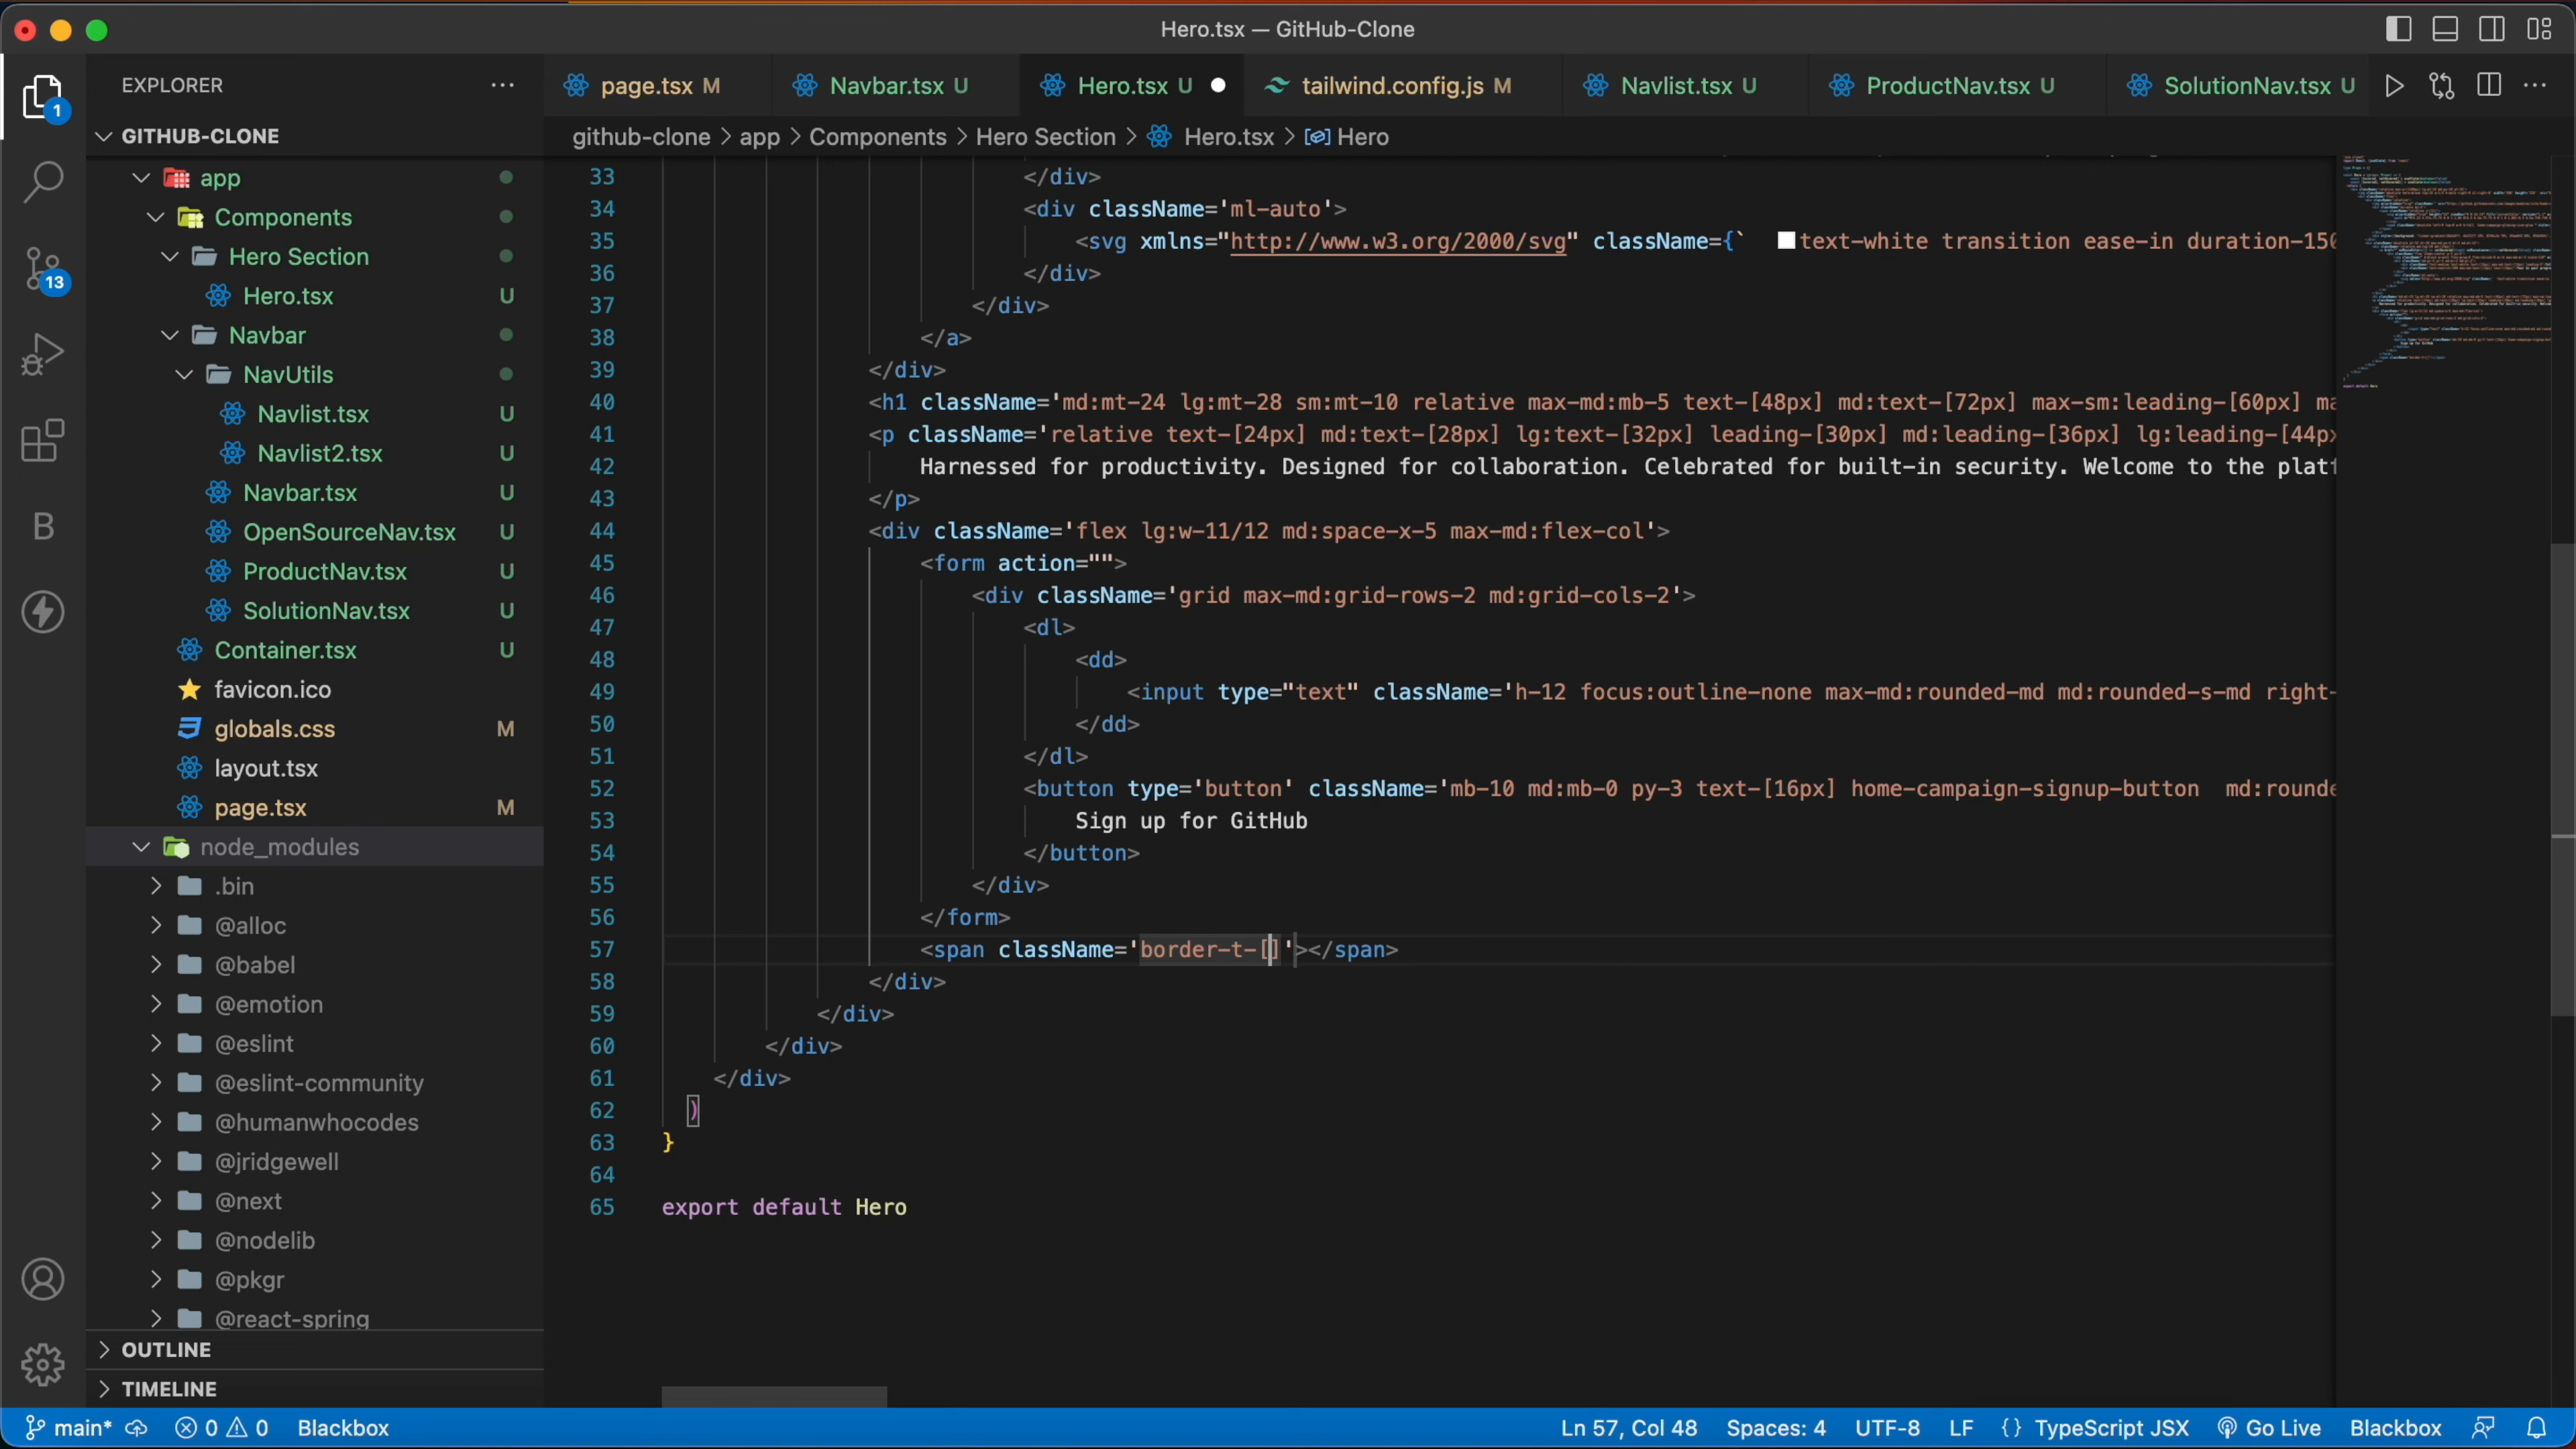 Hero.tsx — GitHub-Clone
EXPLORER
page.tsx M
Navbar.tsx U
Hero.tsx U
tailwind.config.js M
Navlist.tsx U
ProductNav.tsx U
SolutionNav.tsx U
1
GITHUB-CLONE
github-clone > app > Components > Hero Section > Hero.tsx > Hero
app
Components
Hero Section
Hero.tsx U
13
Navbar
NavUtils
Navlist.tsx U
Navlist2.tsx U
Navbar.tsx U
OpenSourceNav.tsx U
ProductNav.tsx U
SolutionNav.tsx U
Container.tsx U
favicon.ico
globals.css M
layout.tsx
page.tsx M
node_modules
.bin
@alloc
@babel
@emotion
@eslint
@eslint-community
@humanwhocodes
@jridgewell
@next
@nodelib
@pkgr
@react-spring
OUTLINE
TIMELINE
B
33 </div>
34 <div className='ml-auto'>
35 <svg xmlns="http://www.w3.org/2000/svg" className={` text-white transition ease-in duration-150
36 </div>
37 </div>
38 </a>
39 </div>
40 <h1 className='md:mt-24 lg:mt-28 sm:mt-10 relative max-md:mb-5 text-[48px] md:text-[72px] max-sm:leading-[60px] ma
41 <p className='relative text-[24px] md:text-[28px] lg:text-[32px] leading-[30px] md:leading-[36px] lg:leading-[44px
42 Harnessed for productivity. Designed for collaboration. Celebrated for built-in security. Welcome to the platf
43 </p>
44 <div className='flex lg:w-11/12 md:space-x-5 max-md:flex-col'>
45 <form action="">
46 <div className='grid max-md:grid-rows-2 md:grid-cols-2'>
47 <dl>
48 <dd>
49 <input type="text" className='h-12 focus:outline-none max-md:rounded-md md:rounded-s-md right-
50 </dd>
51 </dl>
52 <button type='button' className='mb-10 md:mb-0 py-3 text-[16px] home-campaign-signup-button  md:rounde
53 Sign up for GitHub
54 </button>
55 </div>
56 </form>
57 <span className='border-t-[]'></span>
58 </div>
59 </div>
60 </div>
61 </div>
62 )
63 }
64
65 export default Hero
main* 0 0 Blackbox
Ln 57, Col 48 Spaces: 4 UTF-8 LF {} TypeScript JSX Go Live Blackbox